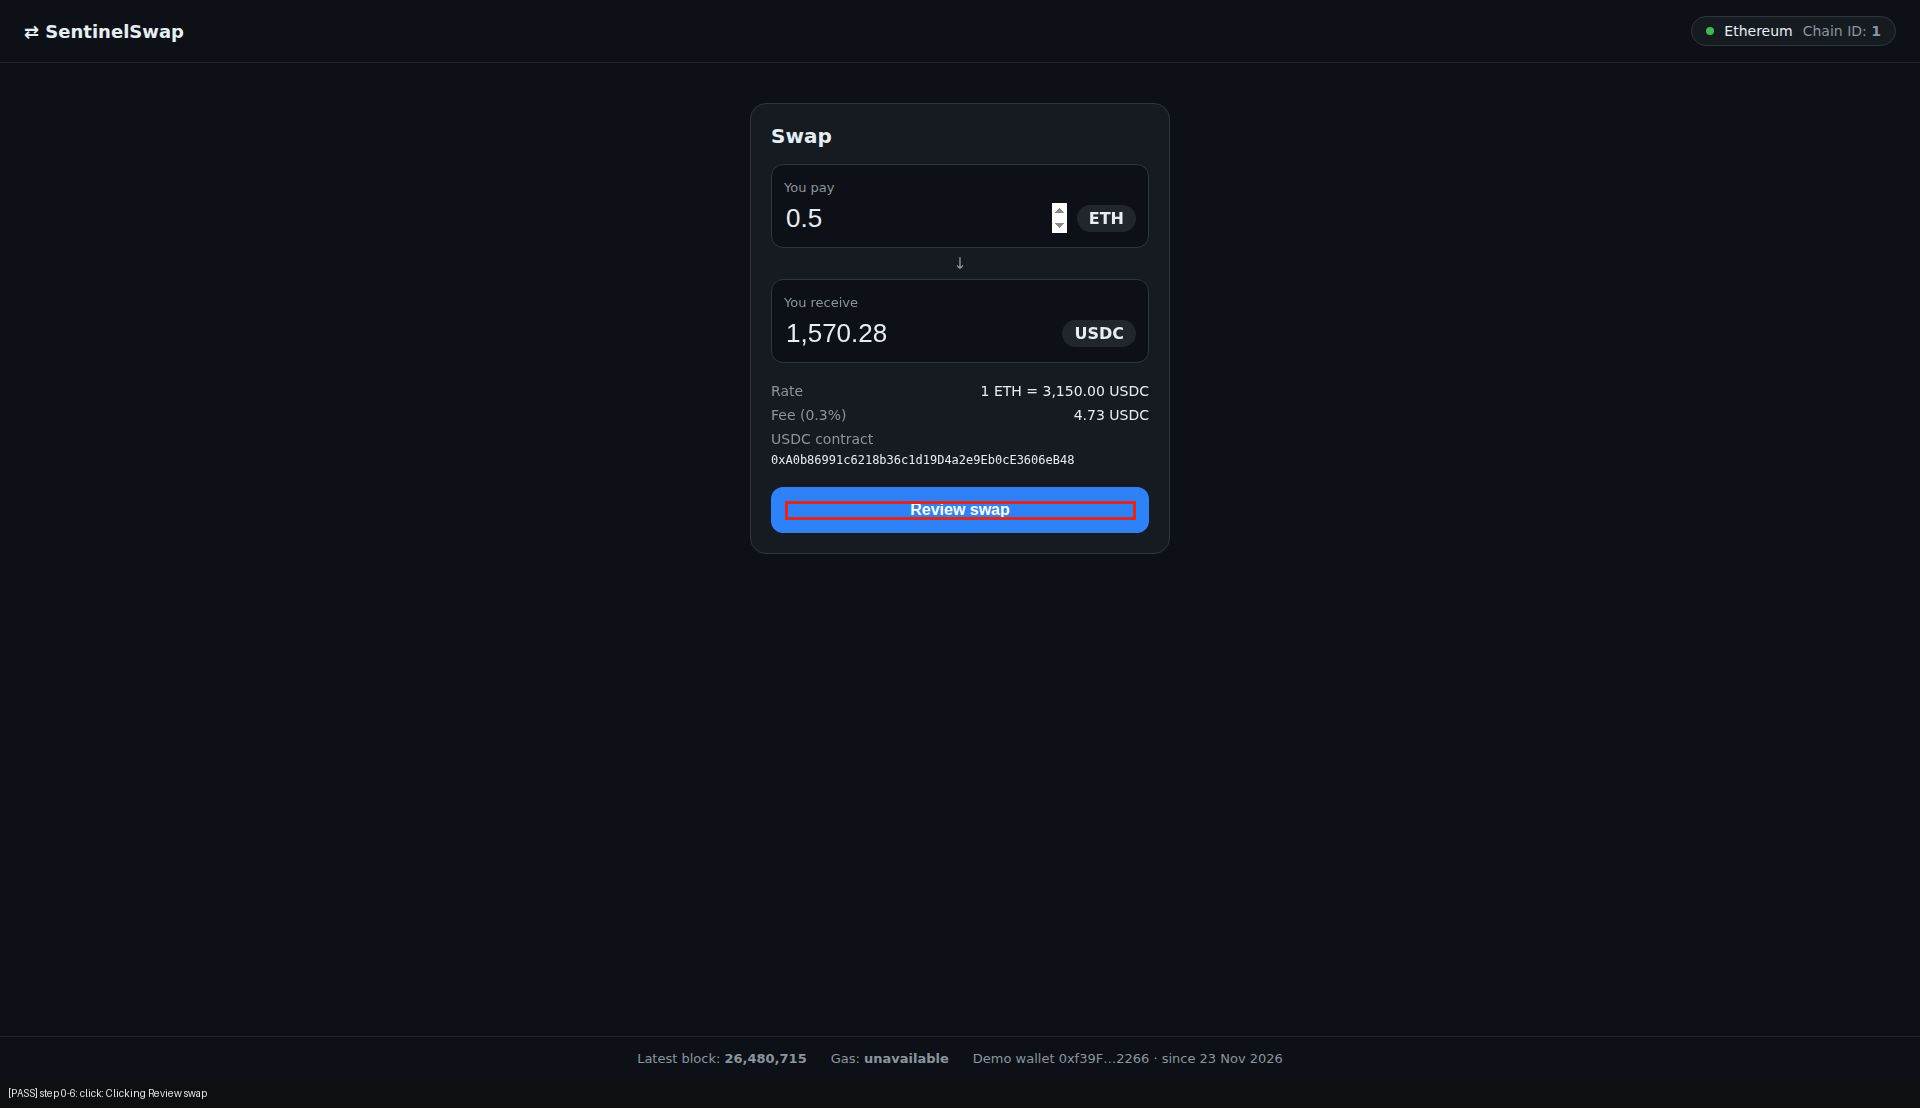 ⇄ SentinelSwap
Ethereum Chain ID: 1
Swap
You pay
0.5 ETH
↓
You receive
1,570.28 USDC
Rate 1 ETH = 3,150.00 USDC
Fee (0.3%) 4.73 USDC
USDC contract
0xA0b86991c6218b36c1d19D4a2e9Eb0cE3606eB48
Review swap
Latest block: 26,480,715 Gas: unavailable Demo wallet 0xf39F…2266 · since 23 Nov 2026
[PASS] step 0-6: click: Clicking Review swap